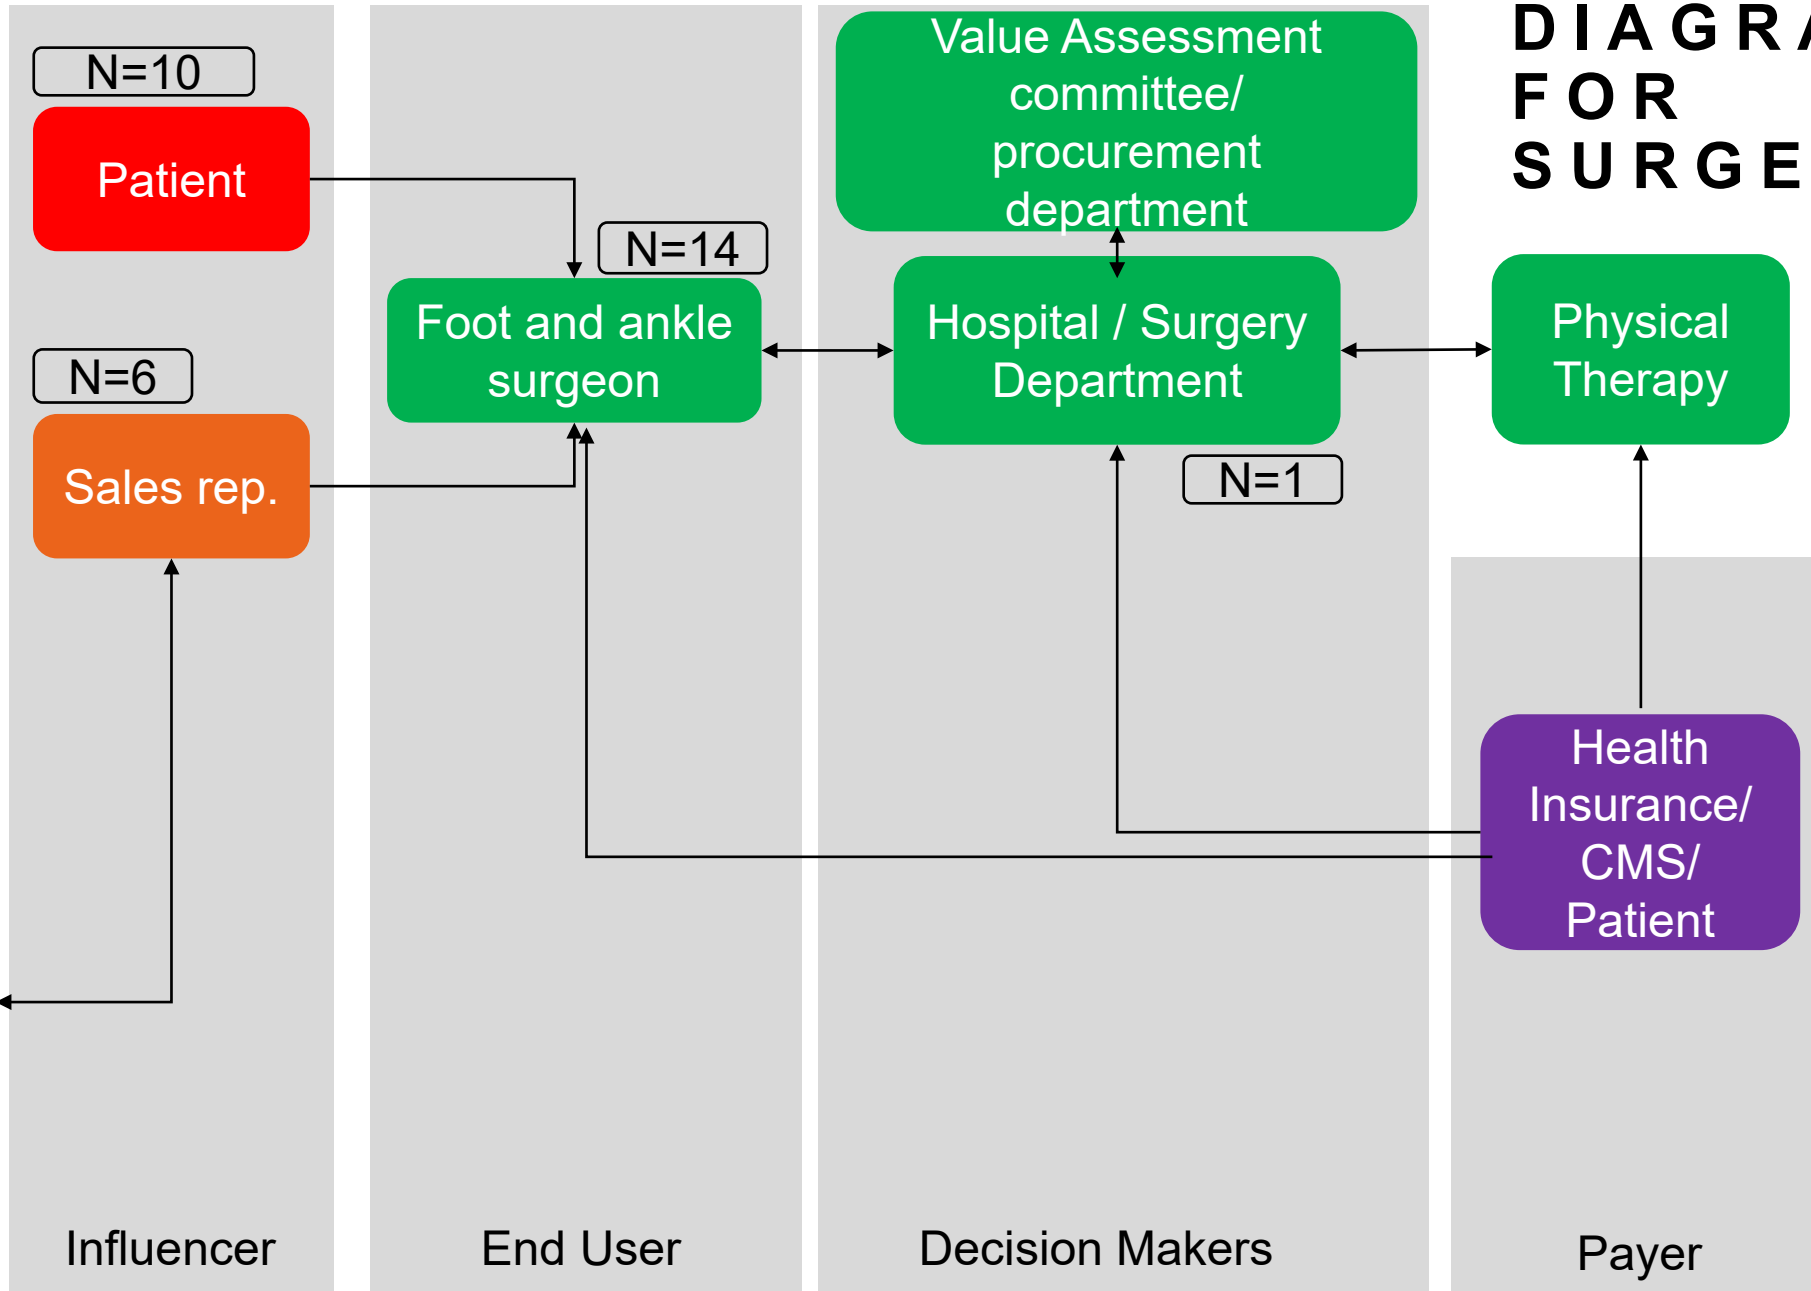 DIAGRA
FOR
SURGE
N=10
Patient
N=6
Sales rep.
Influencer
N=14
Foot and ankle
surgeon
End User
Value Assessment
committee/
procurement
department
Hospital / Surgery
Department
N=1
Decision Makers
Physical
Therapy
Health
Insurance/
CMS/
Patient
Payer